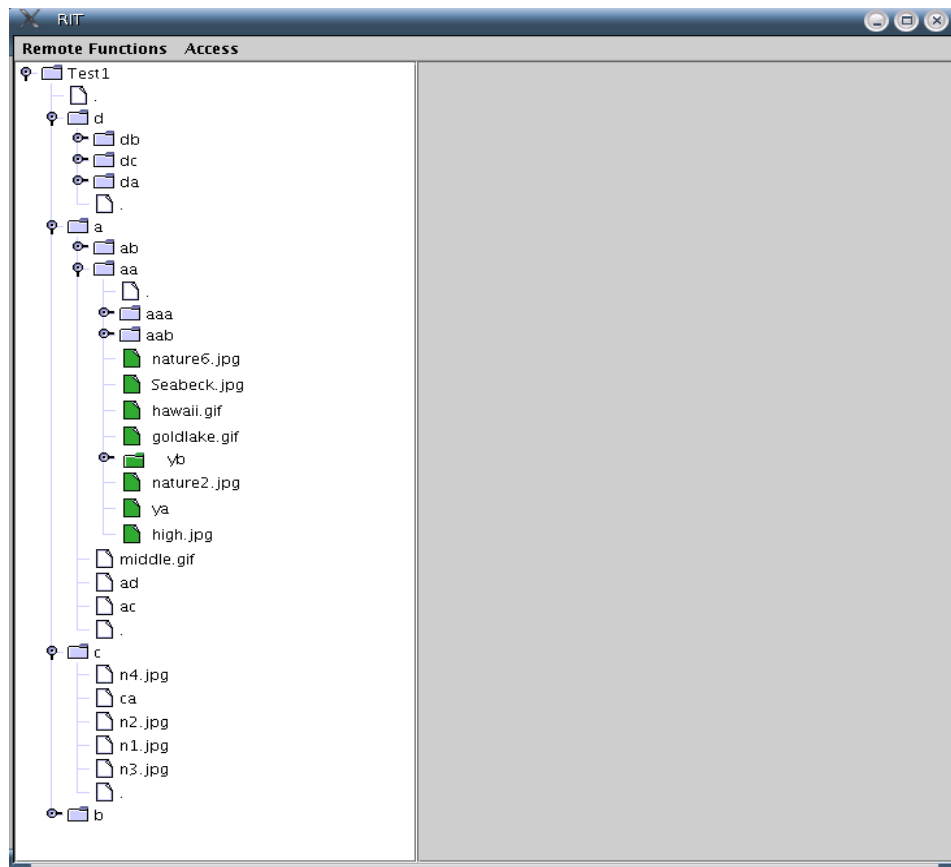 RIT
Remote Functions Access
Test1
.
d
db
dc
da
.
a
ab
aa
.
aaa
aab
nature6.jpg
Seabeck.jpg
hawaii.gif
goldlake.gif
yb
nature2.jpg
ya
high.jpg
middle.gif
ad
ac
.
c
n4.jpg
ca
n2.jpg
n1.jpg
n3.jpg
.
b